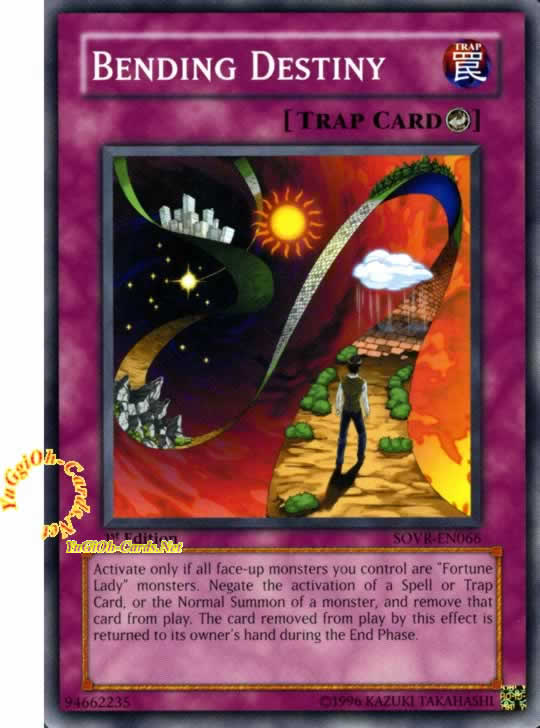 BENDING DESTINY
TRAP
罠
[TRAP CARD]
1st Edition
SOVR-EN066
YuGiOh-Cards.Net
YuGiOh-Cards.Net
Activate only if all face-up monsters you control are "Fortune
Lady" monsters. Negate the activation of a Spell or Trap
Card, or the Normal Summon of a monster, and remove that
card from play. The card removed from play by this effect is
returned to its owner's hand during the End Phase.
94662235
©1996 KAZUKI TAKAHASHI